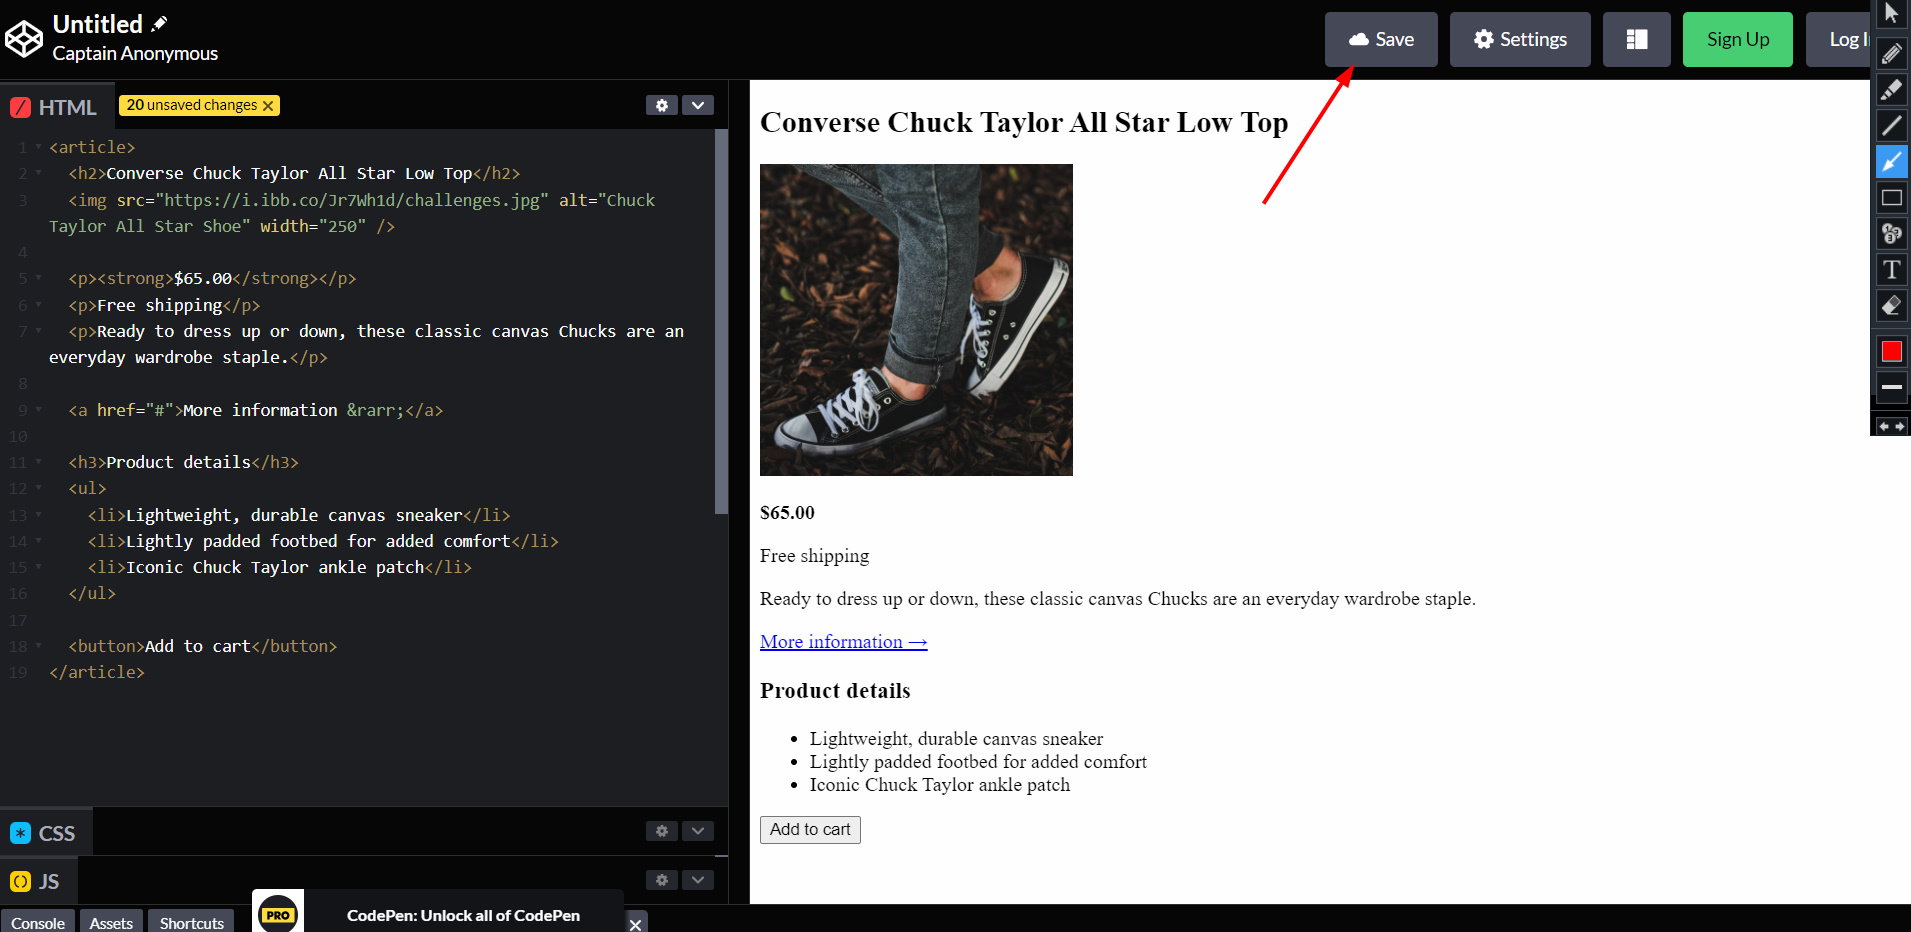 Untitled
Captain Anonymous
Save
Settings
Sign Up
HTML
20 unsaved changes
1 <article>
2 <h2>Converse Chuck Taylor All Star Low Top</h2>
3 <img src="https://i.ibb.co/Jr7Wh1d/challenges.jpg" alt="Chuck
Taylor All Star Shoe" width="250" />
4
5 <p><strong>$65.00</strong></p>
6 <p>Free shipping</p>
7 <p>Ready to dress up or down, these classic canvas Chucks are an
everyday wardrobe staple.</p>
8
9 <a href="#">More information &rarr;</a>
10
11 <h3>Product details</h3>
12 <ul>
13 <li>Lightweight, durable canvas sneaker</li>
14 <li>Lightly padded footbed for added comfort</li>
15 <li>Iconic Chuck Taylor ankle patch</li>
16 </ul>
17
18 <button>Add to cart</button>
19 </article>
CSS
JS
Console
Assets
Shortcuts
PRO
CodePen: Unlock all of CodePen
Converse Chuck Taylor All Star Low Top
$65.00
Free shipping
Ready to dress up or down, these classic canvas Chucks are an everyday wardrobe staple.
More information →
Product details
• Lightweight, durable canvas sneaker
• Lightly padded footbed for added comfort
• Iconic Chuck Taylor ankle patch
Add to cart
Log
T